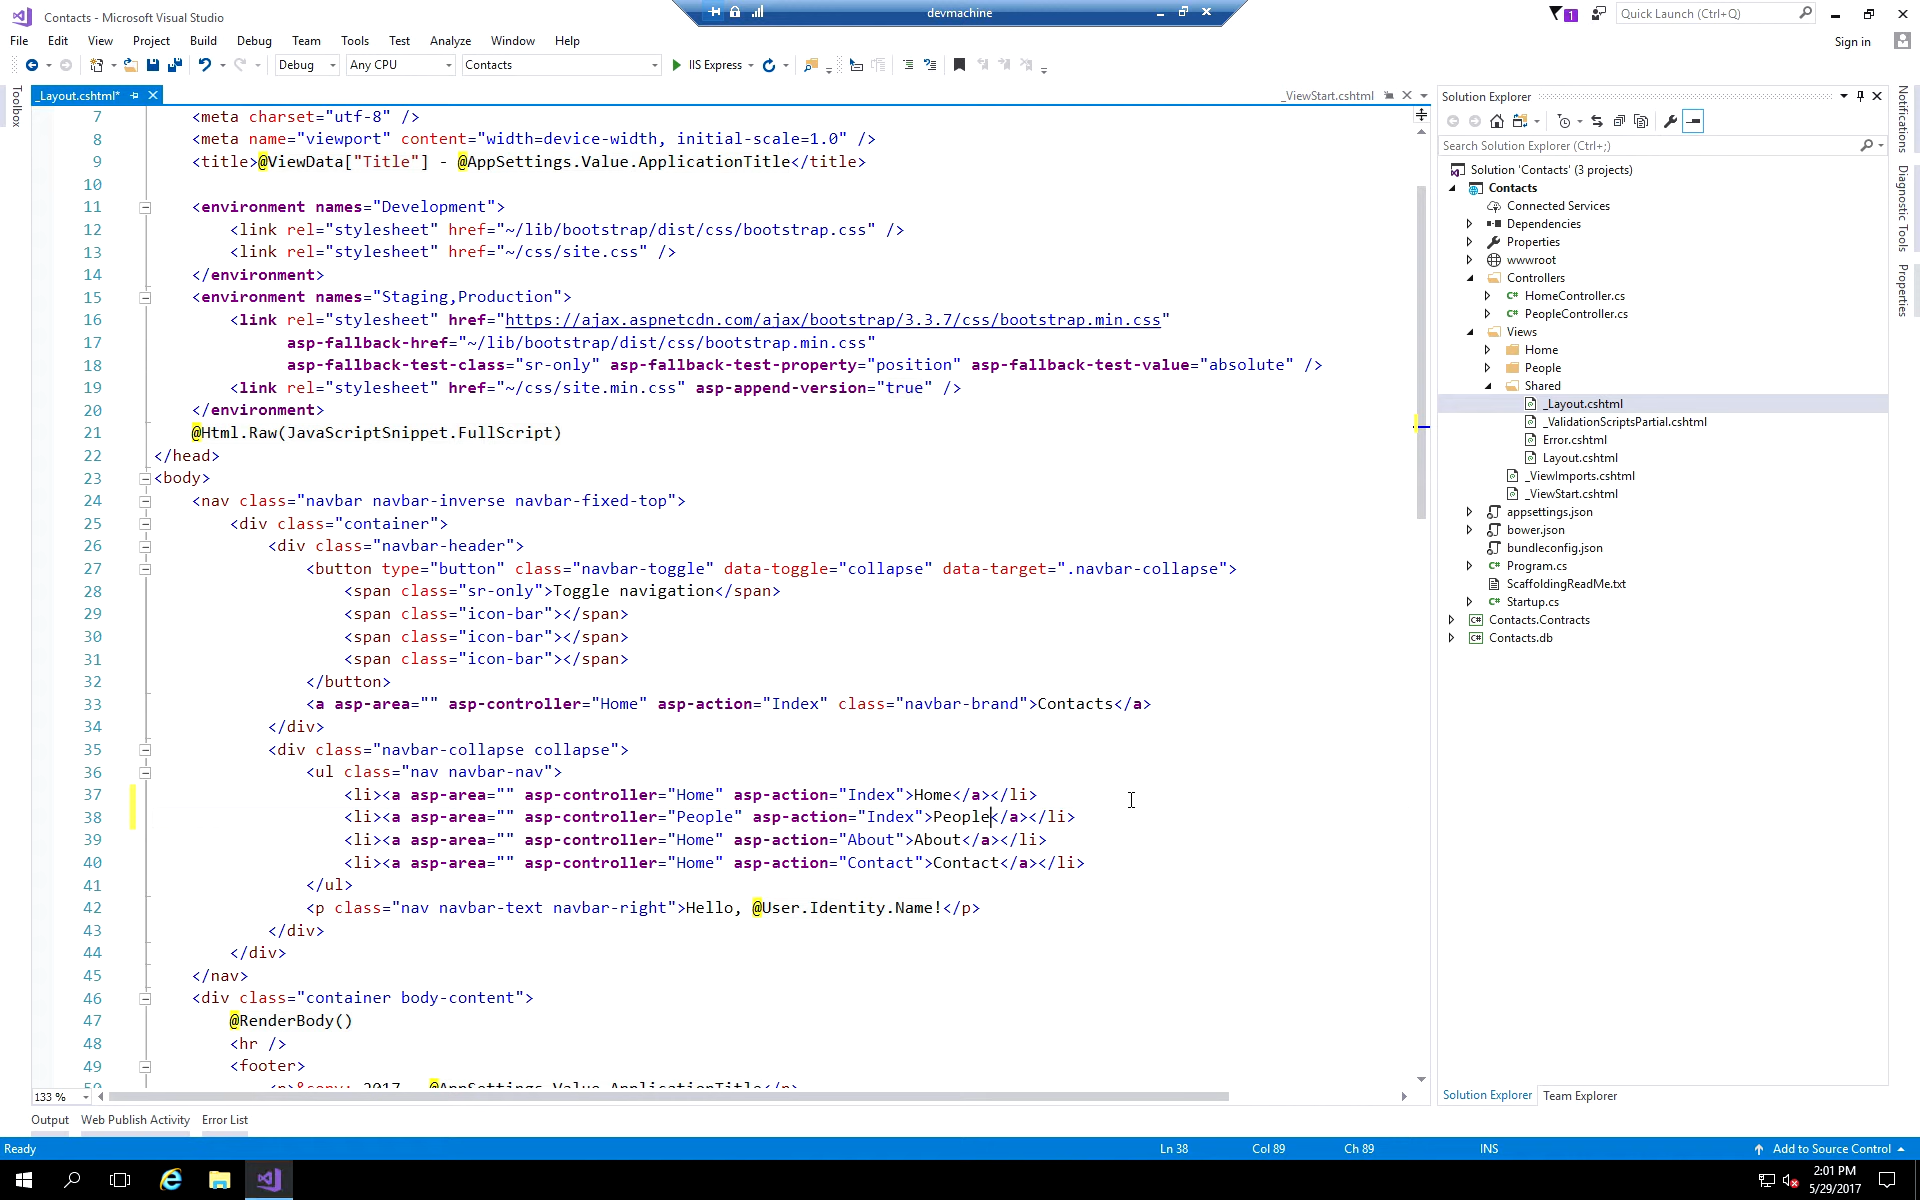 Contacts - Microsoft Visual Studio
devmachine
1
Quick Launch (Ctrl+Q)
File Edit View Project Build Debug Team Tools Test Analyze Window Help
Sign in
Debug Any CPU Contacts IIS Express
Toolbox
_Layout.cshtml*
_ViewStart.cshtml
7 <meta charset="utf-8" />
8 <meta name="viewport" content="width=device-width, initial-scale=1.0" />
9 <title>@ViewData["Title"] - @AppSettings.Value.ApplicationTitle</title>
10
11 <environment names="Development">
12 <link rel="stylesheet" href="~/lib/bootstrap/dist/css/bootstrap.css" />
13 <link rel="stylesheet" href="~/css/site.css" />
14 </environment>
15 <environment names="Staging,Production">
16 <link rel="stylesheet" href="https://ajax.aspnetcdn.com/ajax/bootstrap/3.3.7/css/bootstrap.min.css"
17 asp-fallback-href="~/lib/bootstrap/dist/css/bootstrap.min.css"
18 asp-fallback-test-class="sr-only" asp-fallback-test-property="position" asp-fallback-test-value="absolute" />
19 <link rel="stylesheet" href="~/css/site.min.css" asp-append-version="true" />
20 </environment>
21 @Html.Raw(JavaScriptSnippet.FullScript)
22 </head>
23 <body>
24 <nav class="navbar navbar-inverse navbar-fixed-top">
25 <div class="container">
26 <div class="navbar-header">
27 <button type="button" class="navbar-toggle" data-toggle="collapse" data-target=".navbar-collapse">
28 <span class="sr-only">Toggle navigation</span>
29 <span class="icon-bar"></span>
30 <span class="icon-bar"></span>
31 <span class="icon-bar"></span>
32 </button>
33 <a asp-area="" asp-controller="Home" asp-action="Index" class="navbar-brand">Contacts</a>
34 </div>
35 <div class="navbar-collapse collapse">
36 <ul class="nav navbar-nav">
37 <li><a asp-area="" asp-controller="Home" asp-action="Index">Home</a></li>
38 <li><a asp-area="" asp-controller="People" asp-action="Index">People</a></li>
39 <li><a asp-area="" asp-controller="Home" asp-action="About">About</a></li>
40 <li><a asp-area="" asp-controller="Home" asp-action="Contact">Contact</a></li>
41 </ul>
42 <p class="nav navbar-text navbar-right">Hello, @User.Identity.Name!</p>
43 </div>
44 </div>
45 </nav>
46 <div class="container body-content">
47 @RenderBody()
48 <hr />
49 <footer>
50 <p>&copy; 2017 - @AppSettings.Value.ApplicationTitle</p>
133 %
Output Web Publish Activity Error List
Solution Explorer
Search Solution Explorer (Ctrl+;)
Solution 'Contacts' (3 projects)
Contacts
Connected Services
Dependencies
Properties
wwwroot
Controllers
C# HomeController.cs
C# PeopleController.cs
Views
Home
People
Shared
_Layout.cshtml
_ValidationScriptsPartial.cshtml
Error.cshtml
Layout.cshtml
_ViewImports.cshtml
_ViewStart.cshtml
appsettings.json
bower.json
bundleconfig.json
C# Program.cs
ScaffoldingReadMe.txt
C# Startup.cs
C# Contacts.Contracts
C# Contacts.db
Solution Explorer Team Explorer
Notifications
Diagnostic Tools
Properties
Ready Ln 38 Col 89 Ch 89 INS Add to Source Control
2:01 PM
5/29/2017